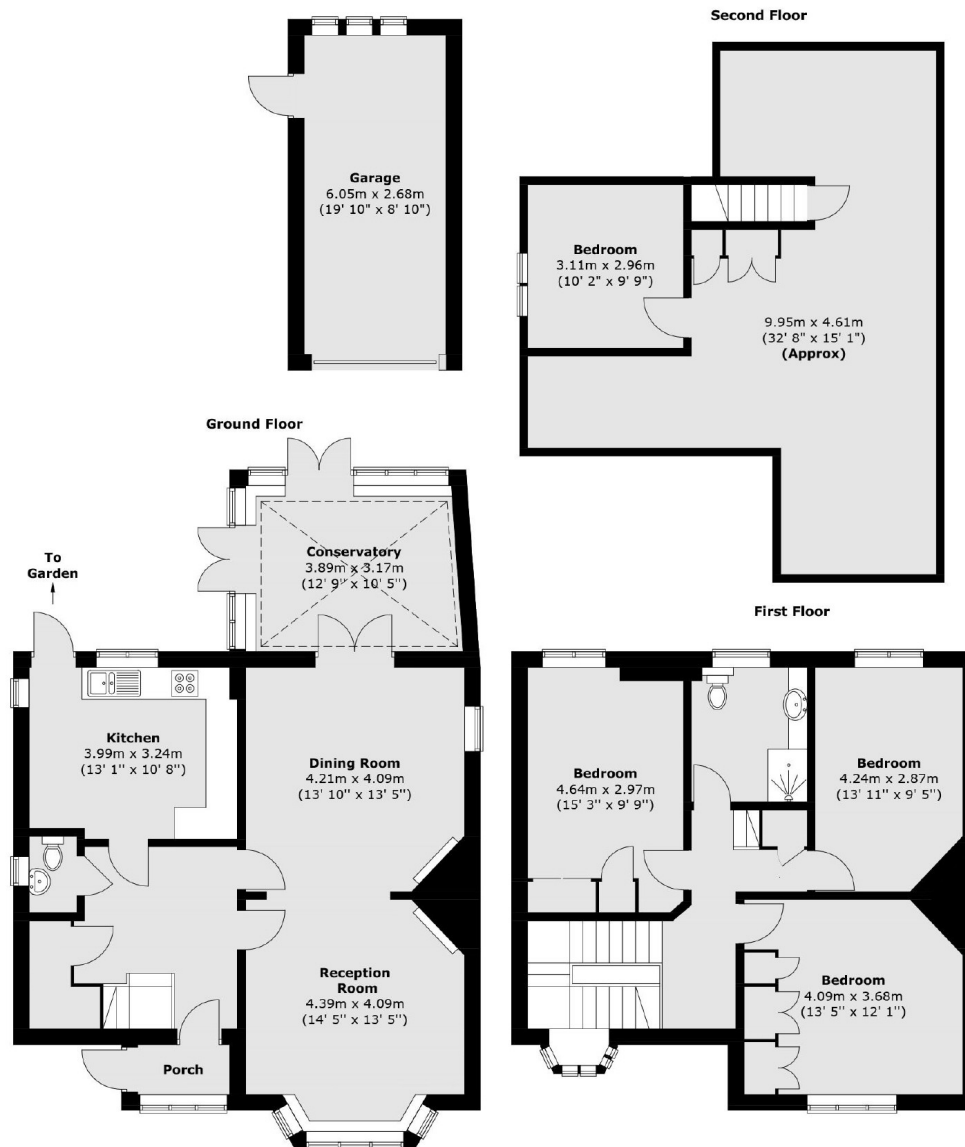 Second Floor
Garage
6.05m x 2.68m
(19' 10" x 8' 10")
Bedroom
3.11m x 2.96m
(10' 2" x 9' 9")
9.95m x 4.61m
(32' 8" x 15' 1")
(Approx)
Ground Floor
To
Garden
Conservatory
3.89m x 3.17m
(12' 9" x 10' 5")
Kitchen
3.99m x 3.24m
(13' 1" x 10' 8")
Dining Room
4.21m x 4.09m
(13' 10" x 13' 5")
Reception
Room
4.39m x 4.09m
(14' 5" x 13' 5")
Porch
First Floor
Bedroom
4.64m x 2.97m
(15' 3" x 9' 9")
Bedroom
4.24m x 2.87m
(13' 11" x 9' 5")
Bedroom
4.09m x 3.68m
(13' 5" x 12' 1")